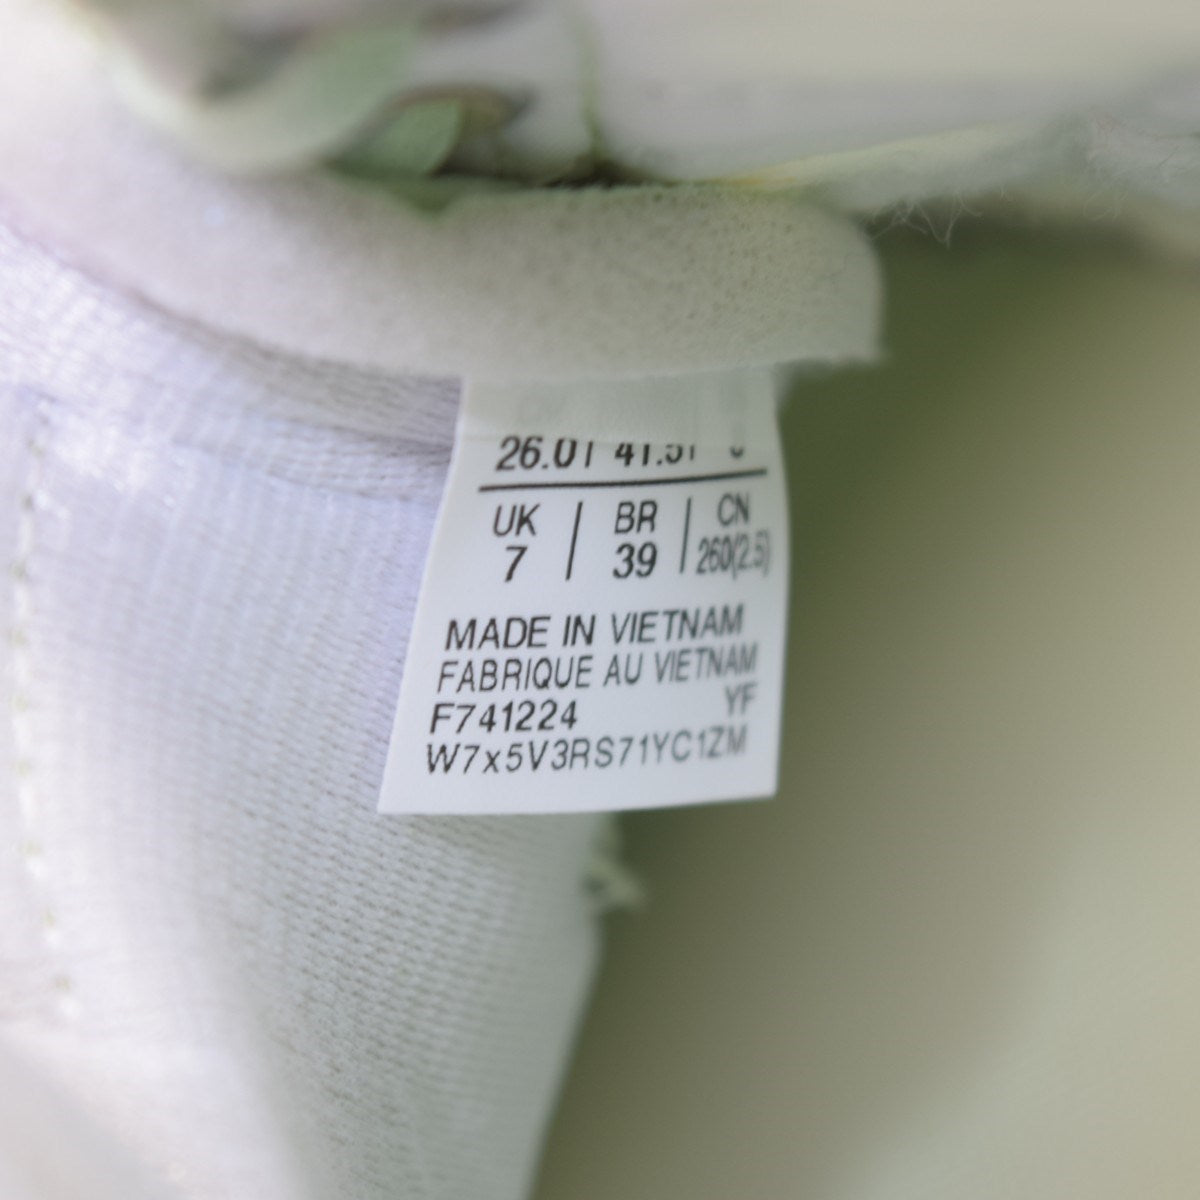 26.0 | 41.5 |
UK | BR | CN
7 | 39 | 260(2.5)
MADE IN VIETNAM
FABRIQUE AU VIETNAM
F741224 YF
W7x5V3RS71YC1ZM